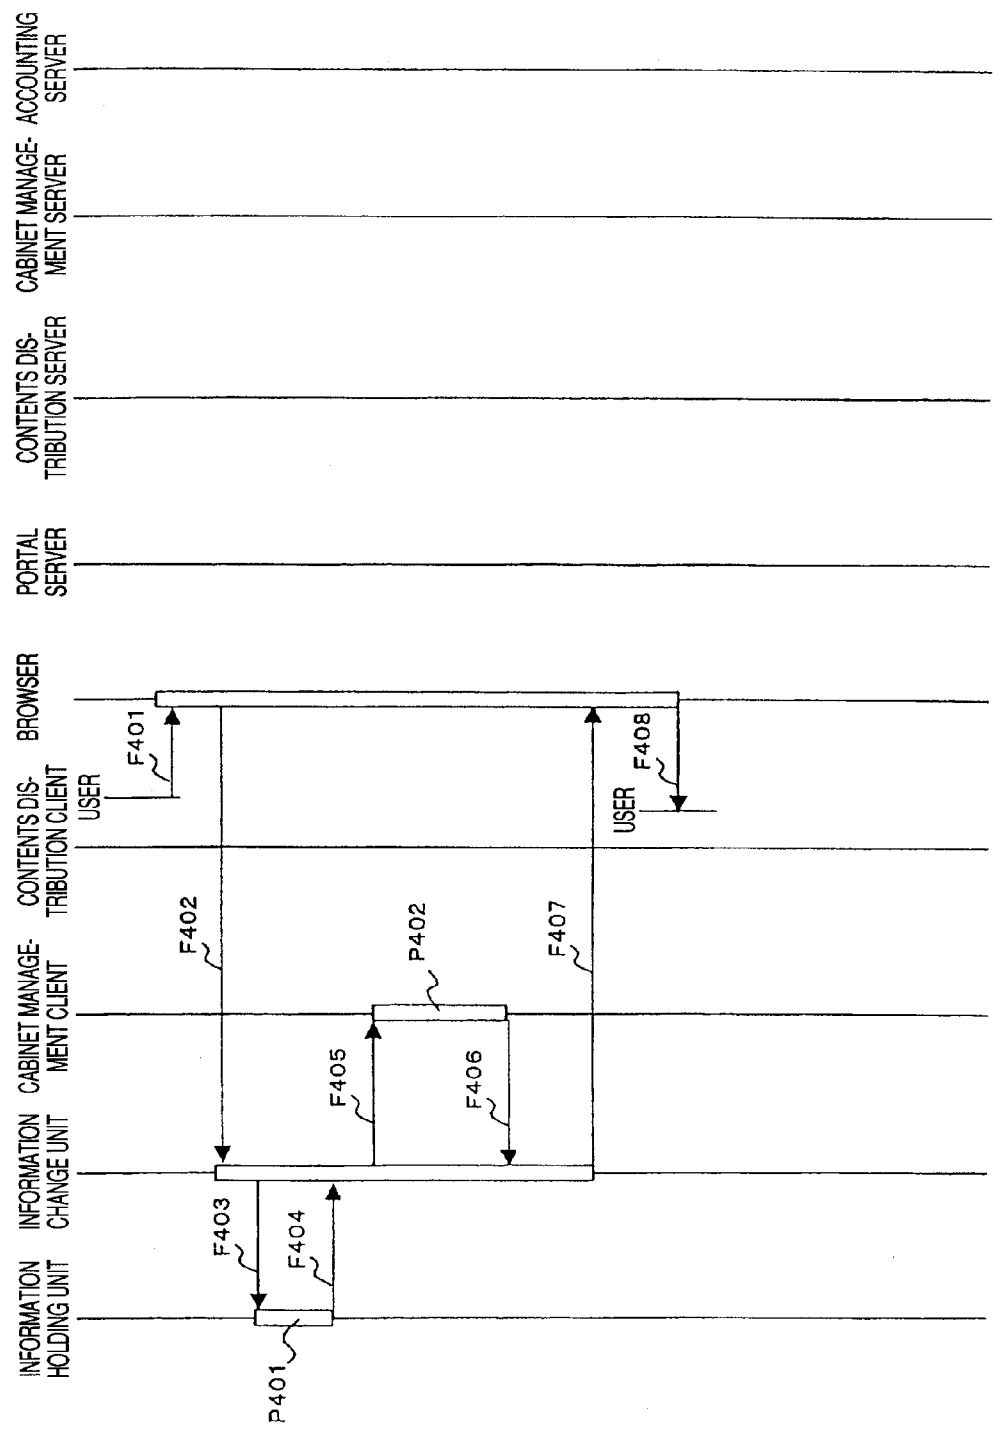 INFORMATION
HOLDING UNIT
INFORMATION
CHANGE UNIT
CABINET MANAGE-
MENT CLIENT
CONTENTS DIS-
TRIBUTION CLIENT
BROWSER
PORTAL
SERVER
CONTENTS DIS-
TRIBUTION SERVER
CABINET MANAGE-
MENT SERVER
ACCOUNTING
SERVER
USER
F401
F402
F403
P401
F404
F405
P402
F406
F407
USER
F408